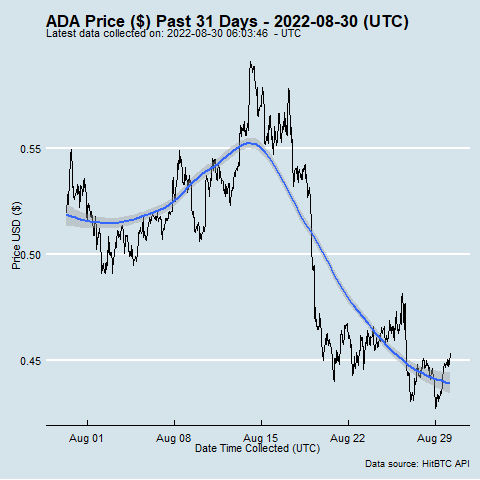 ADA Price ($) Past 31 Days - 2022-08-30 (UTC)
Latest data collected on: 2022-08-30 06:03:46  - UTC
0.55
0.50
0.45
Price USD ($)
Aug 01 Aug 08 Aug 15 Aug 22 Aug 29
Date Time Collected (UTC)
Data source: HitBTC API